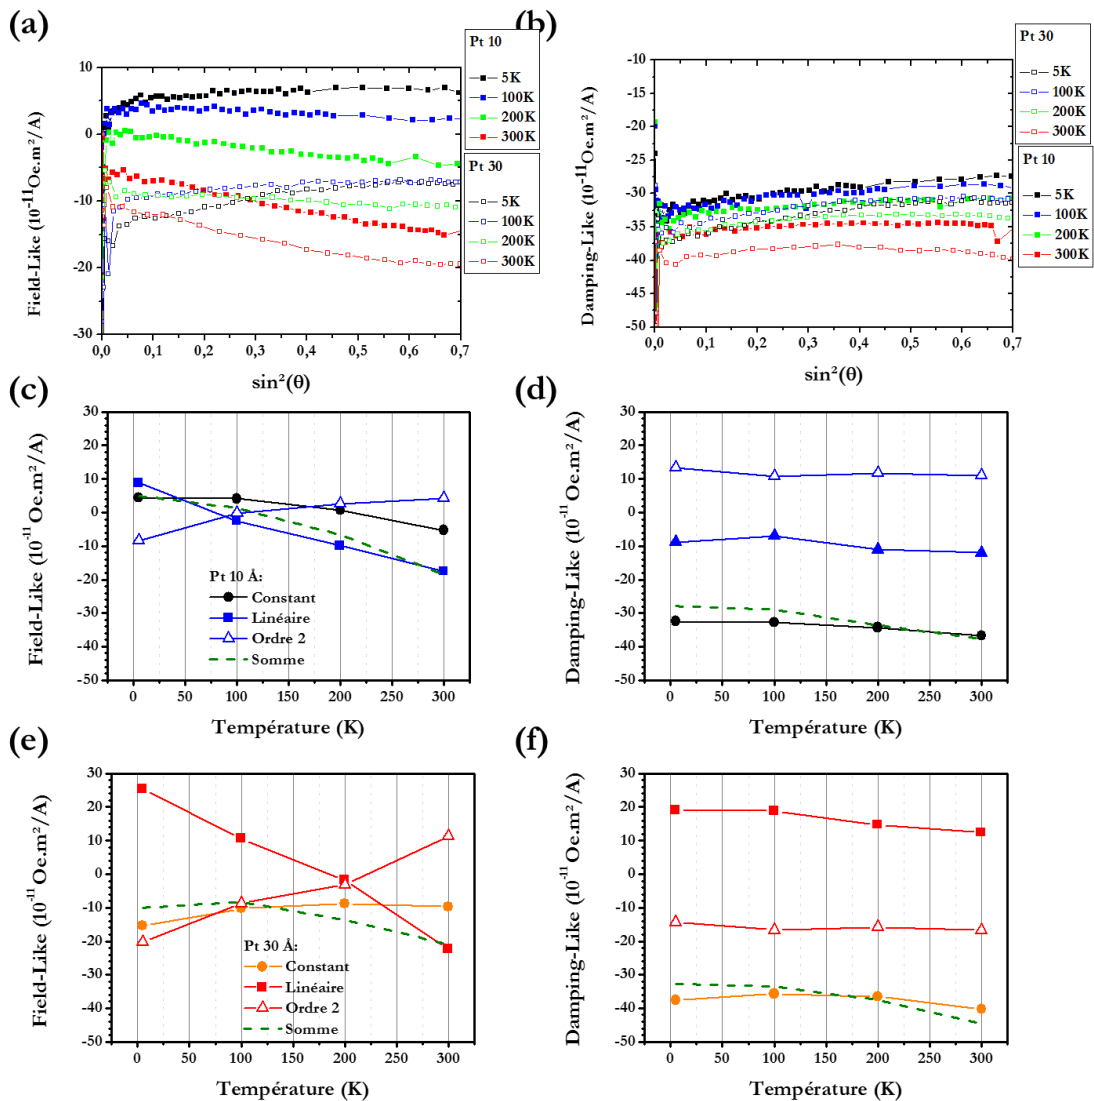 (a)
Pt 10
5K
100K
200K
300K
Pt 30
5K
100K
200K
300K
10
0
-10
-20
-30
0,0 0,1 0,2 0,3 0,4 0,5 0,6 0,7
Field-Like (10⁻¹¹Oe.m²/A)
sin²(θ)
(b)
Pt 30
5K
100K
200K
300K
Pt 10
5K
100K
200K
300K
-10
-15
-20
-25
-30
-35
-40
-45
-50
0,0 0,1 0,2 0,3 0,4 0,5 0,6 0,7
Damping-Like (10⁻¹¹Oe.m²/A)
sin²(θ)
(c)
30
20
10
0
-10
-20
-30
-40
-50
0 50 100 150 200 250 300
Field-Like (10⁻¹¹ Oe.m²/A)
Pt 10 Å:
Constant
Linéaire
Ordre 2
Somme
Température (K)
(d)
30
20
10
0
-10
-20
-30
-40
-50
0 50 100 150 200 250 300
Damping-Like (10⁻¹¹ Oe.m²/A)
Température (K)
(e)
30
20
10
0
-10
-20
-30
-40
-50
0 50 100 150 200 250 300
Field-Like (10⁻¹¹ Oe.m²/A)
Pt 30 Å:
Constant
Linéaire
Ordre 2
Somme
Température (K)
(f)
30
20
10
0
-10
-20
-30
-40
-50
0 50 100 150 200 250 300
Damping-Like (10⁻¹¹ Oe.m²/A)
Température (K)